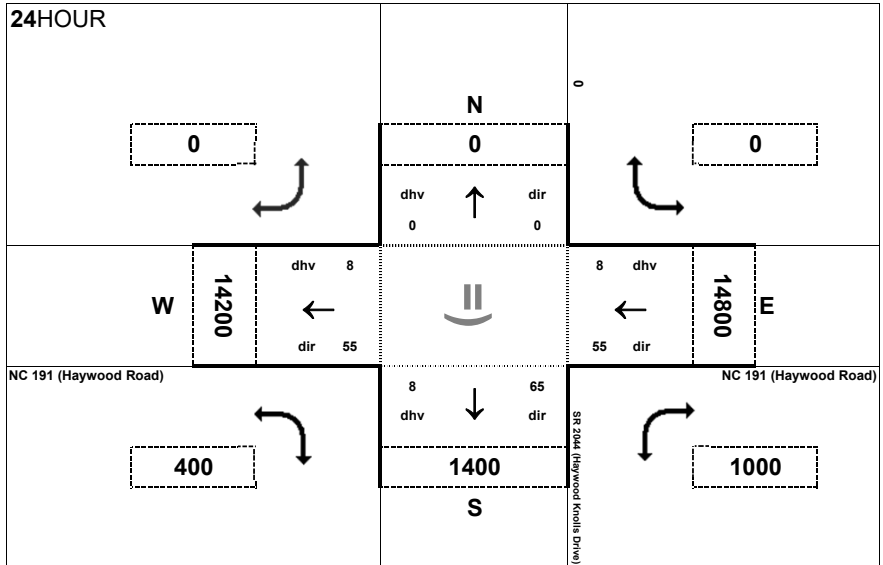 24HOUR
0
N
0
0
0
dhv
dir
0
0
dhv 8
8 dhv
W
14200
14800
E
dir 55
55 dir
NC 191 (Haywood Road)
NC 191 (Haywood Road)
8
65
dhv
dir
SR 2044 (Haywood Knolls Drive)
400
1400
1000
S